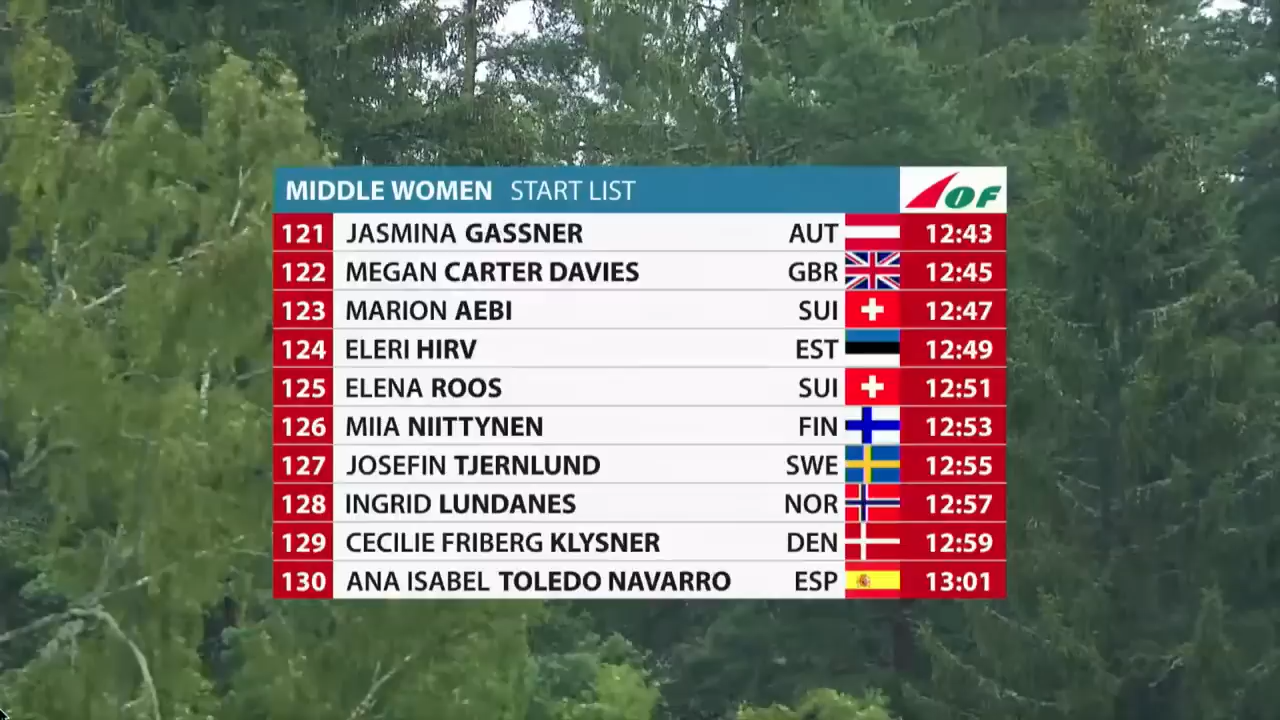 MIDDLE WOMEN START LIST IOF
121 JASMINA GASSNER AUT 12:43
122 MEGAN CARTER DAVIES GBR 12:45
123 MARION AEBI SUI 12:47
124 ELERI HIRV EST 12:49
125 ELENA ROOS SUI 12:51
126 MIIA NIITTYNEN FIN 12:53
127 JOSEFIN TJERNLUND SWE 12:55
128 INGRID LUNDANES NOR 12:57
129 CECILIE FRIBERG KLYSNER DEN 12:59
130 ANA ISABEL TOLEDO NAVARRO ESP 13:01